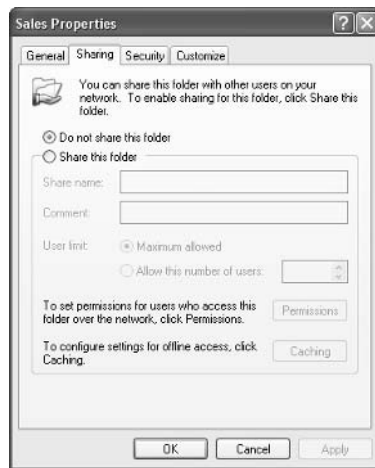 Sales Properties
General Sharing Security Customize
You can share this folder with other users on your
network. To enable sharing for this folder, click Share this
folder.
Do not share this folder
Share this folder
Share name:
Comment:
User limit: Maximum allowed
Allow this number of users:
To set permissions for users who access this
folder over the network, click Permissions.
Permissions
To configure settings for offline access, click
Caching.
Caching
OK Cancel Apply